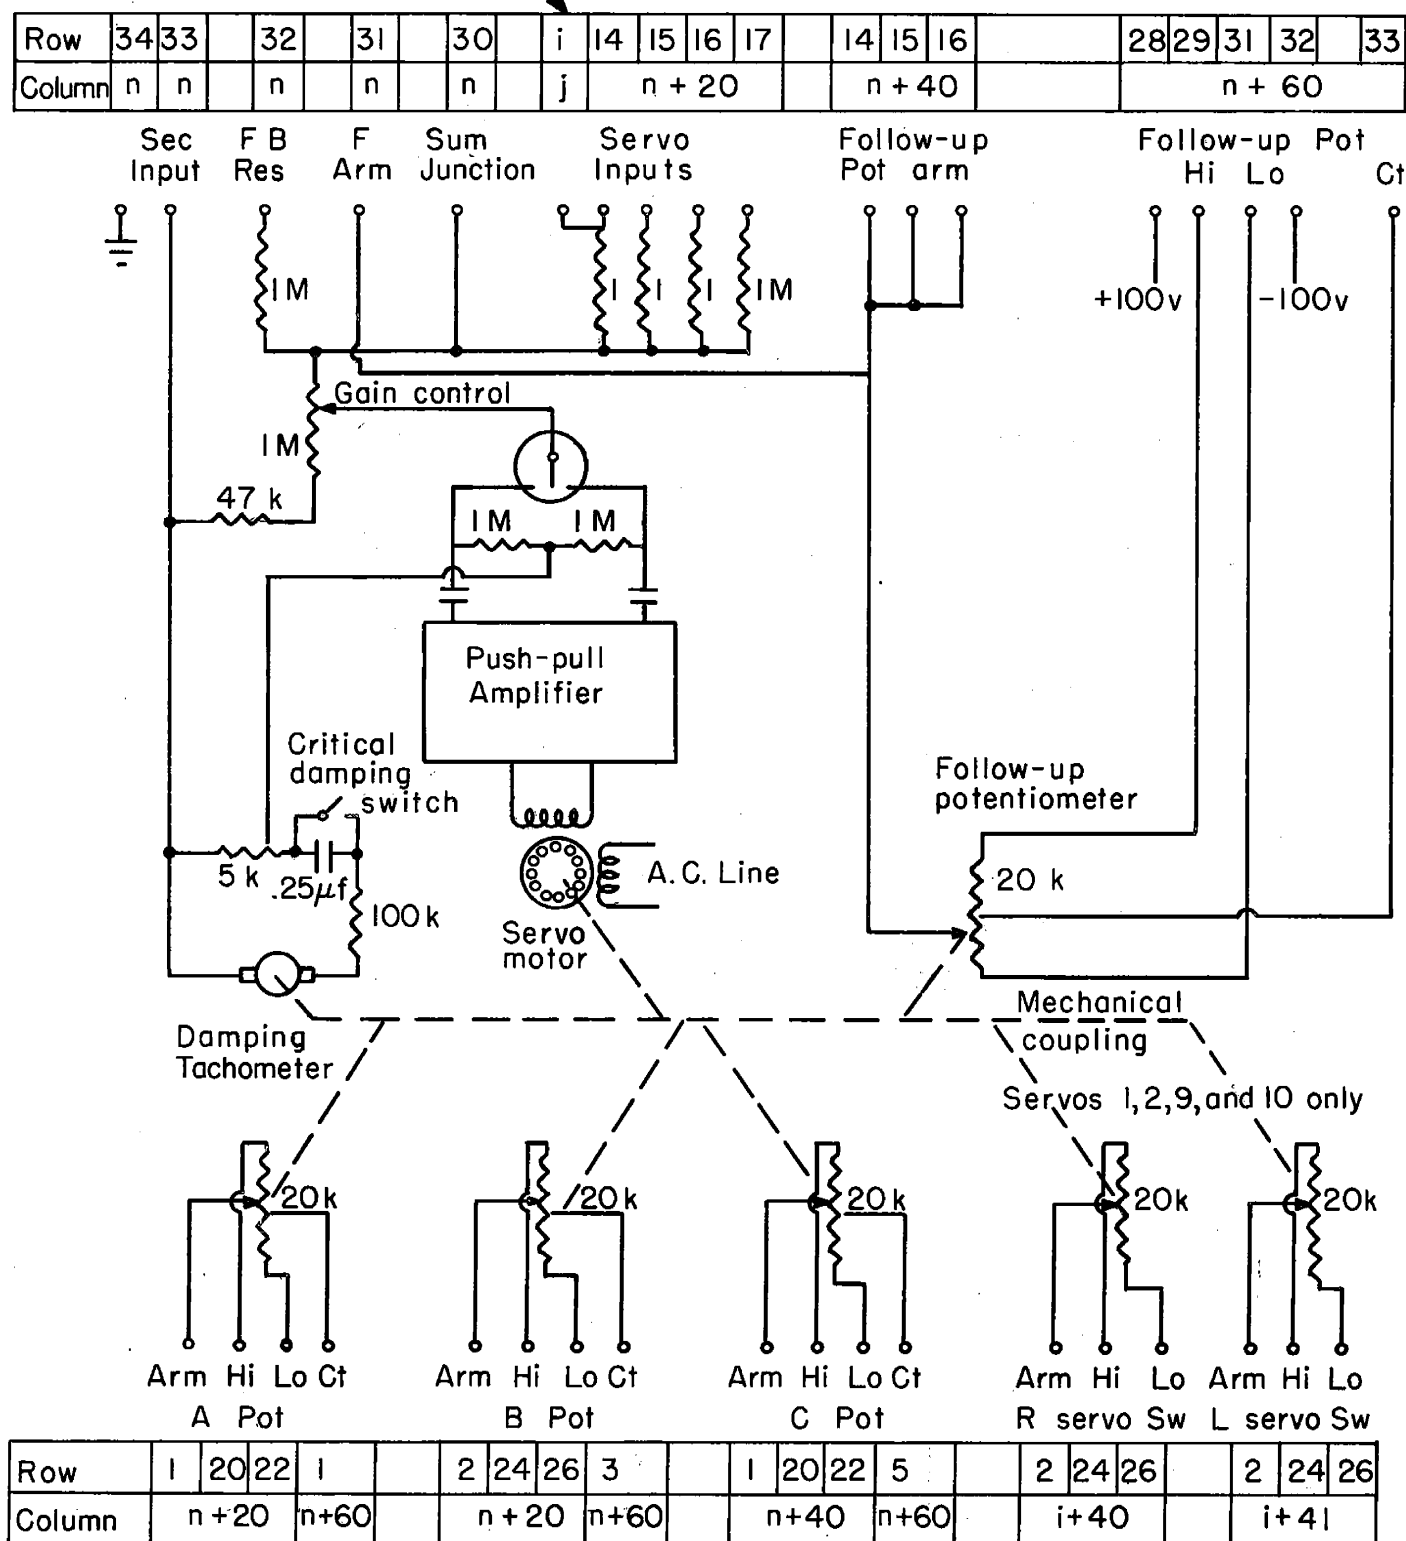 Row 34 33 32 31 30 i 14 15 16 17 14 15 16 28 29 31 32 33
Column n n n n n j n + 20 n + 40 n + 60
Sec F B F Sum Servo Follow-up Follow-up Pot
Input Res Arm Junction Inputs Pot arm Hi Lo Ct
1M 1 1 1 1M
+100v -100v
Gain control
1M
47 k
1M 1M
Push-pull
Amplifier
Critical
damping
switch
Follow-up
potentiometer
5k .25μf
100k
A.C. Line
20 k
Servo
motor
Mechanical
coupling
Damping
Tachometer
Servos 1,2,9,and 10 only
20k 20k 20k 20k 20k
Arm Hi Lo Ct Arm Hi Lo Ct Arm Hi Lo Ct Arm Hi Lo Arm Hi Lo
A Pot B Pot C Pot R servo Sw L servo Sw
Row 1 20 22 1 2 24 26 3 1 20 22 5 2 24 26 2 24 26
Column n+20 n+60 n+20 n+60 n+40 n+60 i+40 i+41